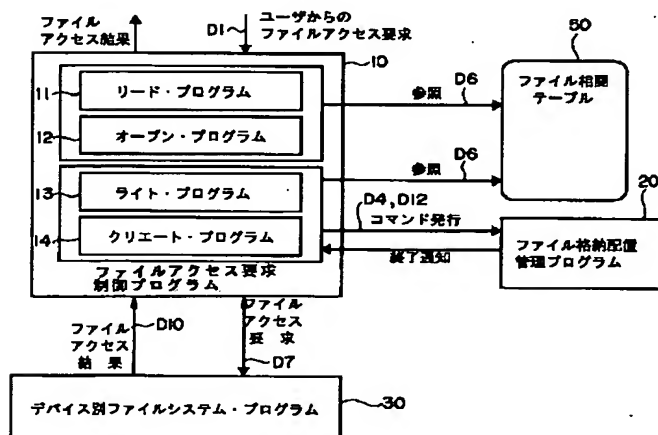 ファイル
アクセス結果
D1
ユーザからの
ファイルアクセス要求
10
11
リード・プログラム
12
オープン・プログラム
参照
D6
50
ファイル相関
テーブル
13
ライト・プログラム
14
クリエート・プログラム
参照
D6
D4, D12
コマンド発行
終了通知
20
ファイル格納配置
管理プログラム
ファイルアクセス要求
制御プログラム
ファイル
アクセス
結果
D10
ファイル
アクセス
要求
D7
デバイス別ファイルシステム・プログラム
30